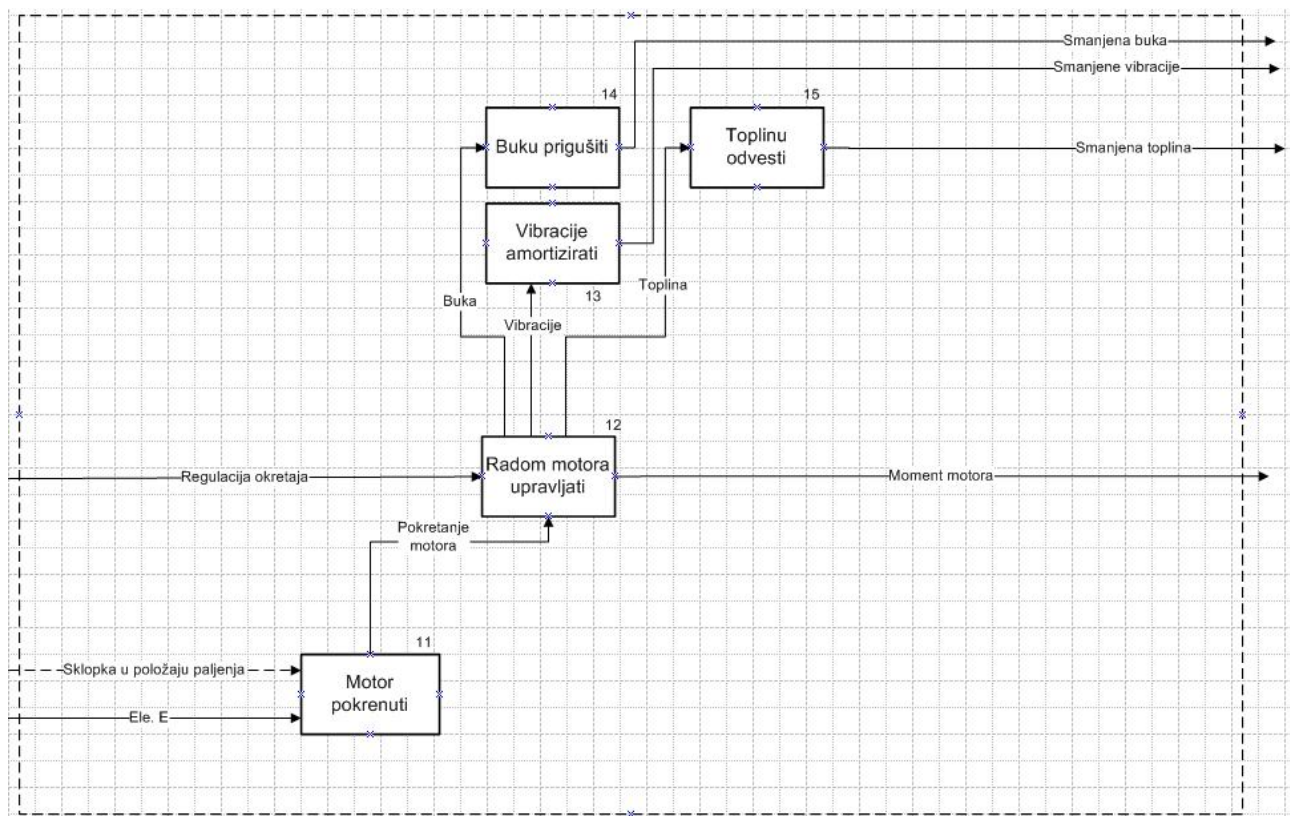 Smanjena buka
Smanjene vibracije
14
15
Buku prigušiti
Toplinu
odvesti
Smanjena toplina
Vibracije
amortizirati
13
Toplina
Buka
Vibracije
12
Radom motora
upravljati
Regulacija okretaja
Moment motora
Pokretanje
motora
11
Sklopka u položaju paljenja
Motor
pokrenuti
Ele. E